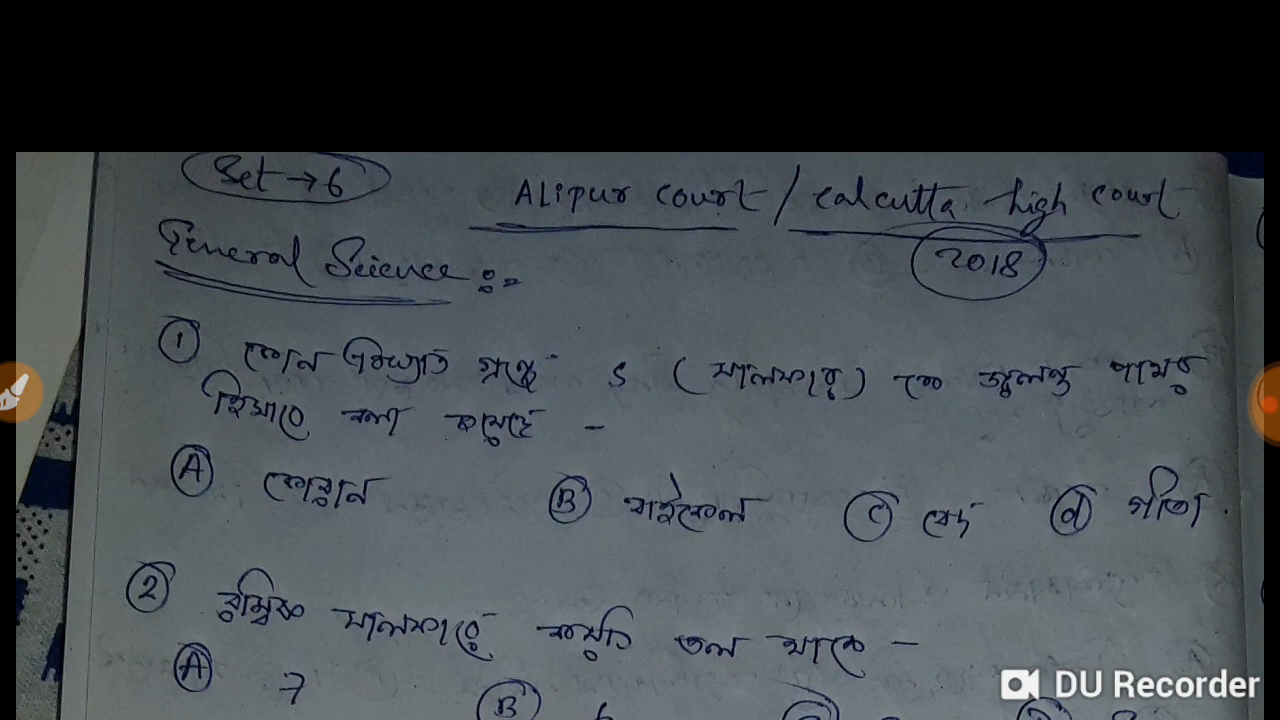 Set → 6
Alipur court / calcutta high court
2018
General Science :-
① কোন বিখ্যাত গ্রন্থে S (সালফার) কে জ্বলন্ত পাথর
হিসাবে বলা হয়েছে -
Ⓐ কোরান Ⓑ বাইবেল Ⓒ বেদ ⓓ গীতা.
② রম্বিক সালফারে কয়টি তল থাকে -
Ⓐ 7 Ⓑ
DU Recorder